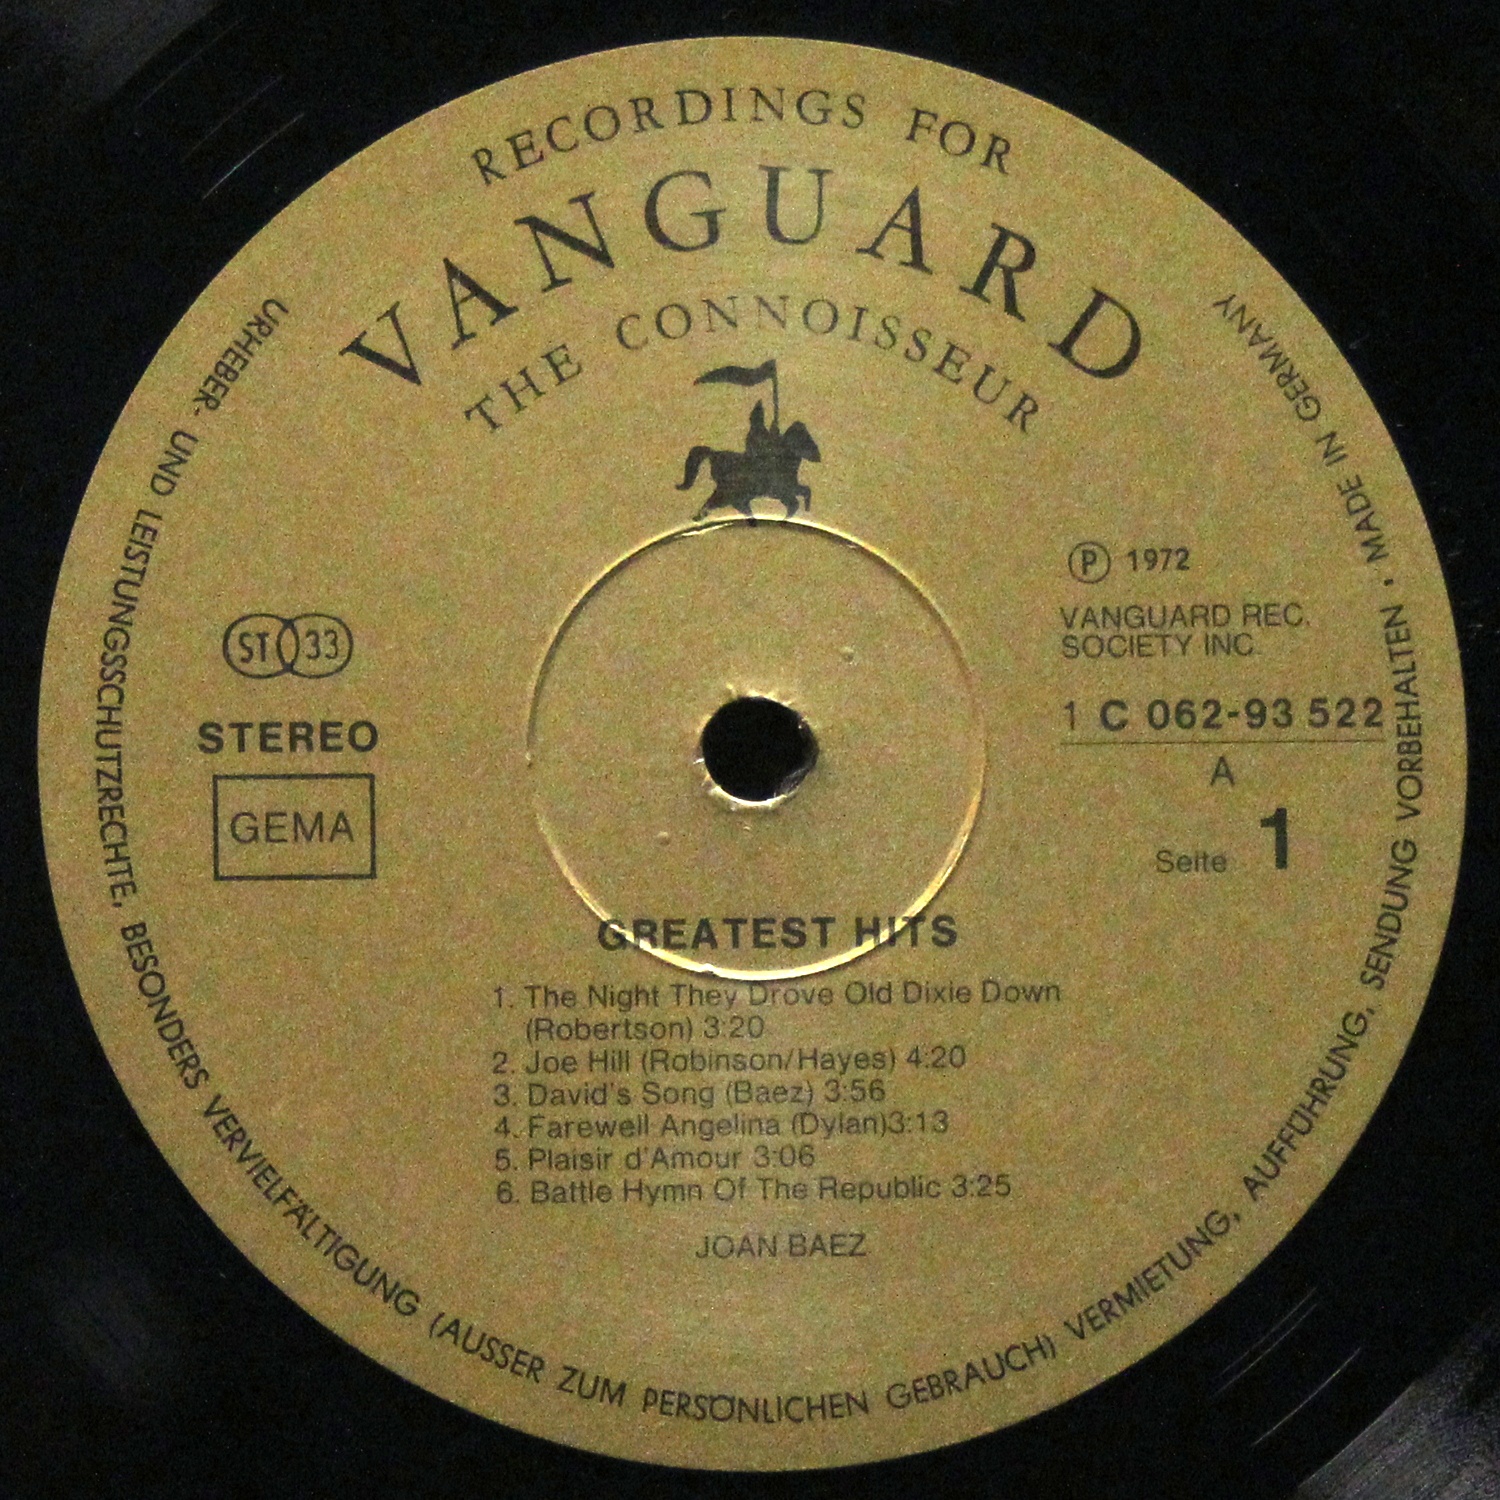 RECORDINGS FOR
VANGUARD
THE CONNOISSEUR
ST 33
STEREO
GEMA
Ⓟ 1972
VANGUARD REC.
SOCIETY INC.
1 C 062-93 522
A
Seite 1
GREATEST HITS
1. The Night They Drove Old Dixie Down
(Robertson) 3:20
2. Joe Hill (Robinson/Hayes) 4:20
3. David's Song (Baez) 3:56
4. Farewell Angelina (Dylan)3:13
5. Plaisir d'Amour 3:06
6. Battle Hymn Of The Republic 3:25
JOAN BAEZ
URHEBER- UND LEISTUNGSSCHUTZRECHTE, BESONDERS VERVIELFÄLTIGUNG (AUSSER ZUM PERSÖNLICHEN GEBRAUCH) VERMIETUNG, AUFFÜHRUNG, SENDUNG VORBEHALTEN · MADE IN GERMANY